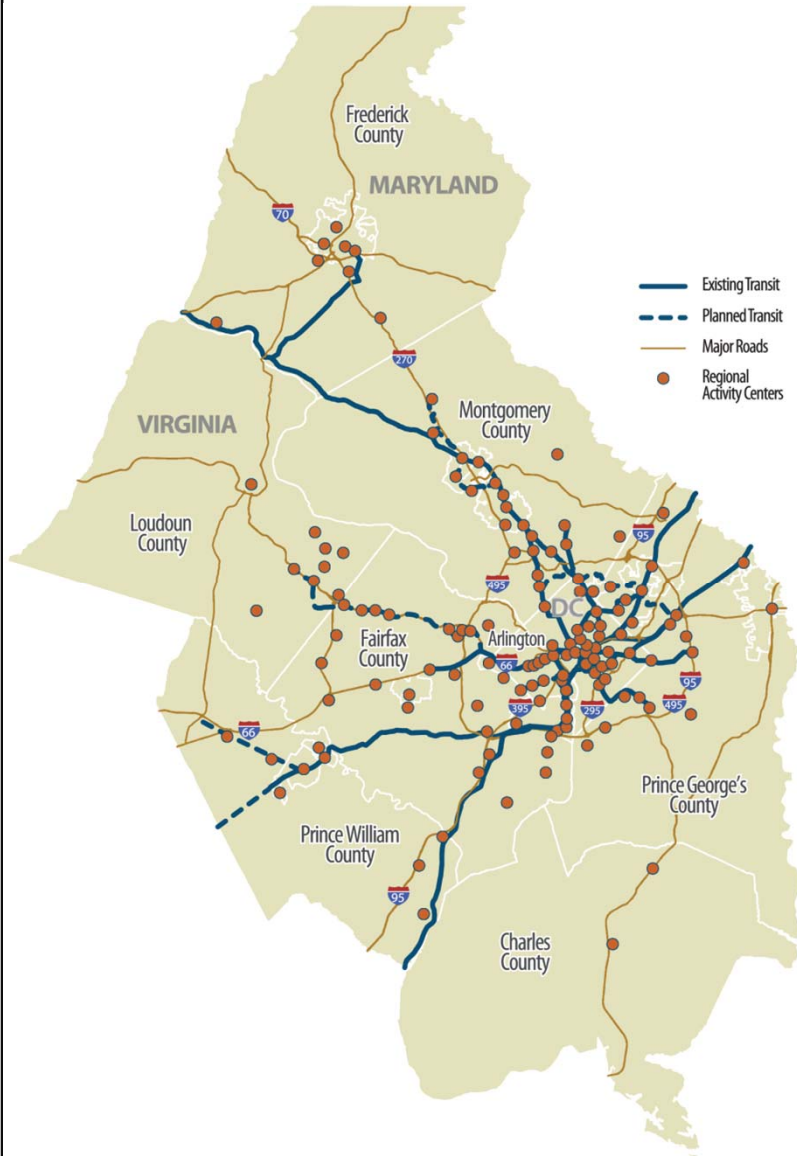 Frederick
County
MARYLAND
70
Existing Transit
Planned Transit
Major Roads
Regional
Activity Centers
270
VIRGINIA
Montgomery
County
Loudoun
County
95
495
DC
Arlington
Fairfax
County
66
95
395
295
495
66
Prince George's
County
Prince William
County
95
Charles
County